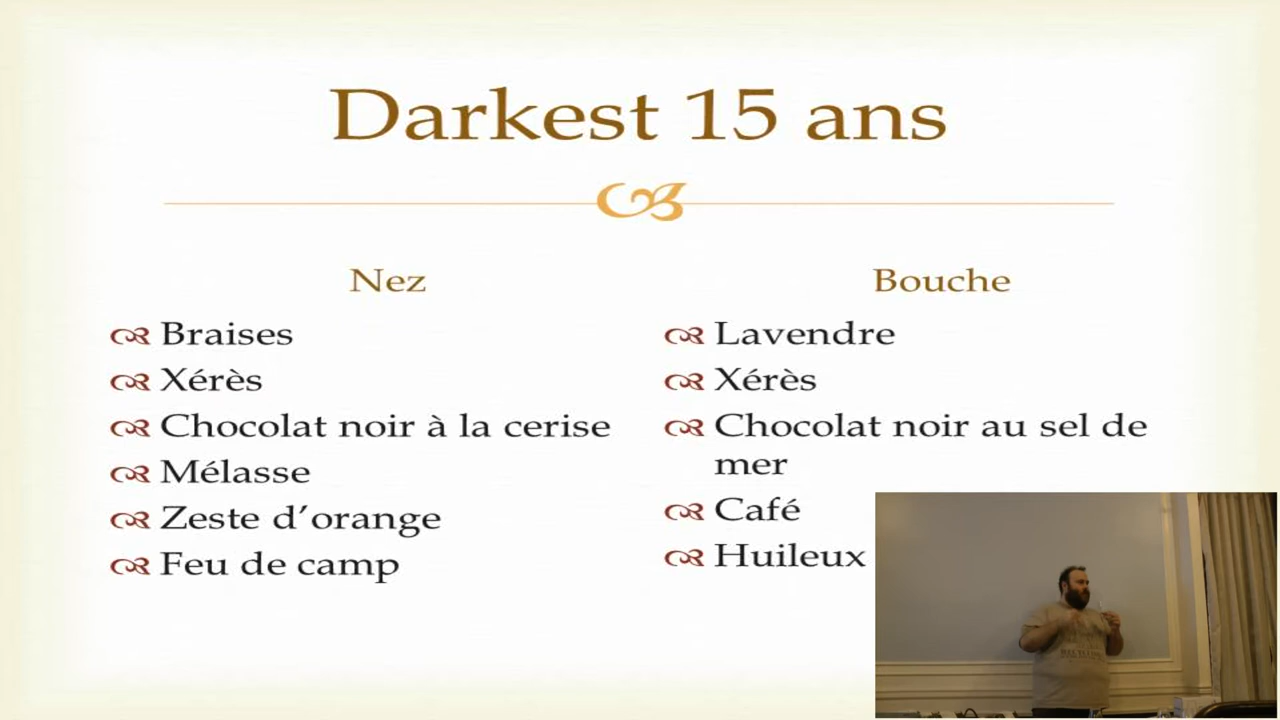 Darkest 15 ans
Nez
Braises
Xérès
Chocolat noir à la cerise
Mélasse
Zeste d’orange
Feu de camp
Bouche
Lavendre
Xérès
Chocolat noir au sel de
mer
Café
Huileux